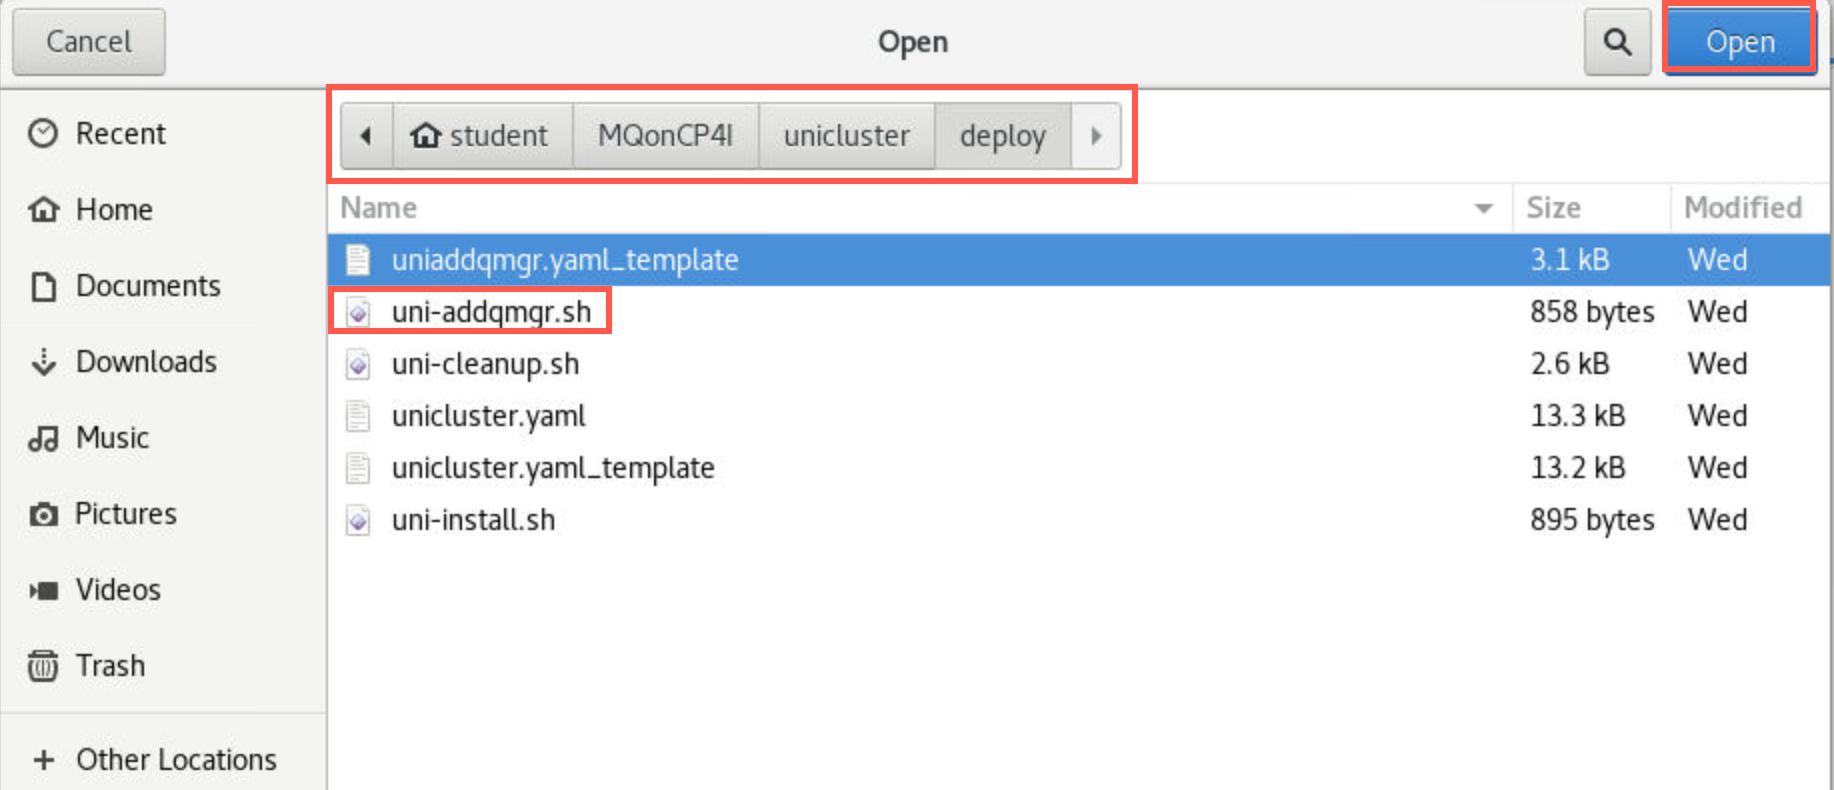 Cancel Open Open
student MQonCP4I unicluster deploy
Recent
Home
Documents
Downloads
Music
Pictures
Videos
Trash
Other Locations
Name Size Modified
uniaddqmgr.yaml_template 3.1 kB Wed
uni-addqmgr.sh 858 bytes Wed
uni-cleanup.sh 2.6 kB Wed
unicluster.yaml 13.3 kB Wed
unicluster.yaml_template 13.2 kB Wed
uni-install.sh 895 bytes Wed